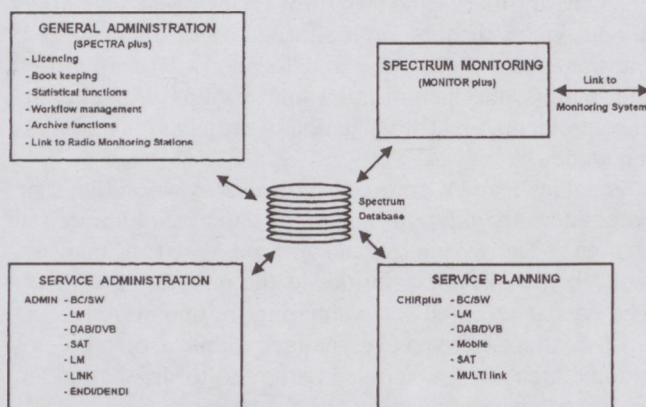 GENERAL ADMINISTRATION
(SPECTRA plus)
- Licencing
- Book keeping
- Statistical functions
- Workflow management
- Archive functions
- Link to Radio Monitoring Stations
SPECTRUM MONITORING
(MONITOR plus)
Link to
Monitoring System
Spectrum
Database
SERVICE ADMINISTRATION
ADMIN - BC/SW
- LM
- DAB/DVB
- SAT
- LM
- LINK
- ENDI/DENDI
SERVICE PLANNING
CHIRplus - BC/SW
- LM
- DAB/DVB
- Mobile
- SAT
- MULTI link